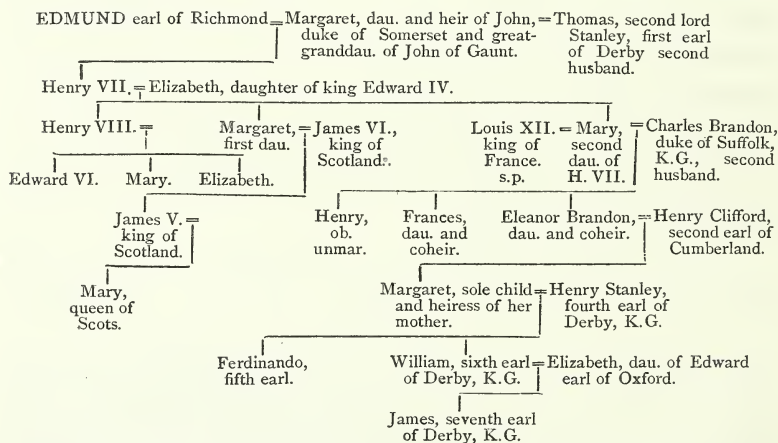 EDMUND earl of Richmond = Margaret, dau. and heir of John, = Thomas, second lord
duke of Somerset and great- Stanley, first earl
granddau. of John of Gaunt. of Derby second
husband.
Henry VII. = Elizabeth, daughter of king Edward IV.
Henry VIII. = Margaret, = James VI., Louis XII. = Mary, = Charles Brandon,
first dau. king of king of second duke of Suffolk,
Scotland. France. dau. of K.G., second
s.p. H. VII. husband.
Edward VI. Mary. Elizabeth.
James V. = Henry, Frances, Eleanor Brandon, = Henry Clifford,
king of ob. dau. and dau. and coheir. second earl of
Scotland. unmar. coheir. Cumberland.
Mary, Margaret, sole child = Henry Stanley,
queen of and heiress of her fourth earl of
Scots. mother. Derby, K.G.
Ferdinando, William, sixth earl = Elizabeth, dau. of Edward
fifth earl. of Derby, K.G. earl of Oxford.
James, seventh earl
of Derby, K.G.